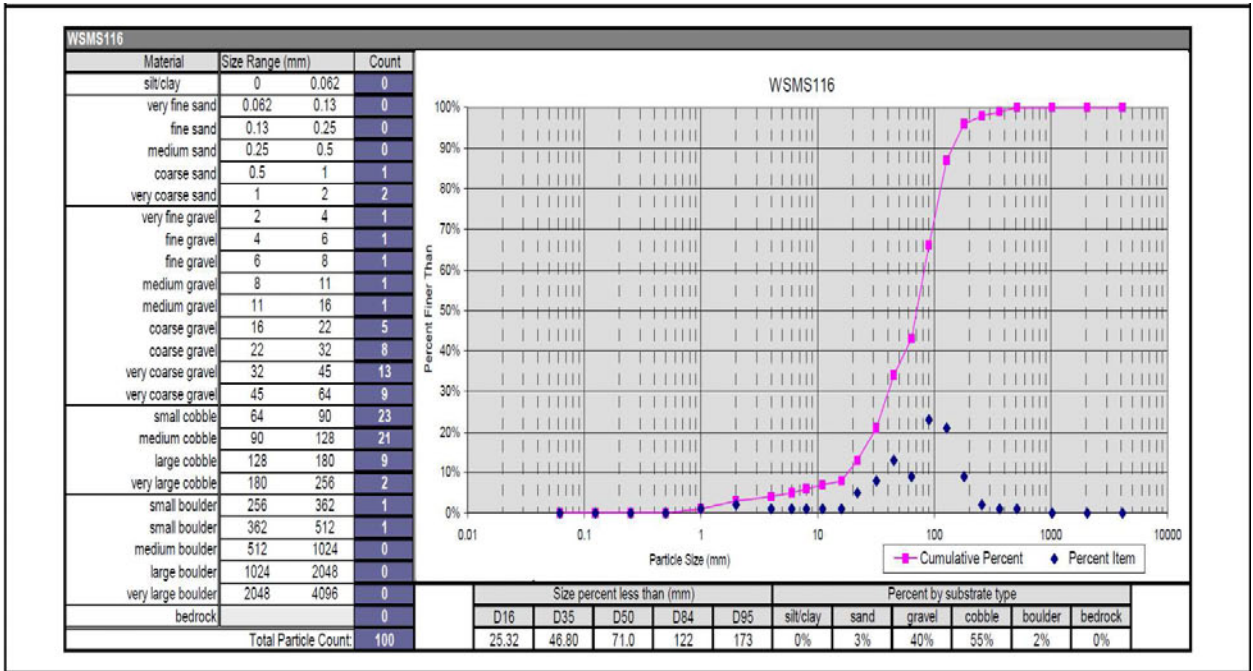 WSMS116
Material Size Range (mm) Count
silt/clay 0 0.062 0
very fine sand 0.062 0.13 0
fine sand 0.13 0.25 0
medium sand 0.25 0.5 0
coarse sand 0.5 1 1
very coarse sand 1 2 2
very fine gravel 2 4 1
fine gravel 4 6 1
fine gravel 6 8 1
medium gravel 8 11 1
medium gravel 11 16 1
coarse gravel 16 22 5
coarse gravel 22 32 8
very coarse gravel 32 45 13
very coarse gravel 45 64 9
small cobble 64 90 23
medium cobble 90 128 21
large cobble 128 180 9
very large cobble 180 256 2
small boulder 256 362 1
small boulder 362 512 1
medium boulder 512 1024 0
large boulder 1024 2048 0
very large boulder 2048 4096 0
bedrock 0
Total Particle Count: 100
WSMS116
Percent Finer Than
100%
90%
80%
70%
60%
50%
40%
30%
20%
10%
0%
0.01 0.1 1 10 100 1000 10000
Particle Size (mm)
Cumulative Percent Percent Item
Size percent less than (mm) Percent by substrate type
D16 D35 D50 D84 D95 silt/clay sand gravel cobble boulder bedrock
25.32 46.80 71.0 122 173 0% 3% 40% 55% 2% 0%